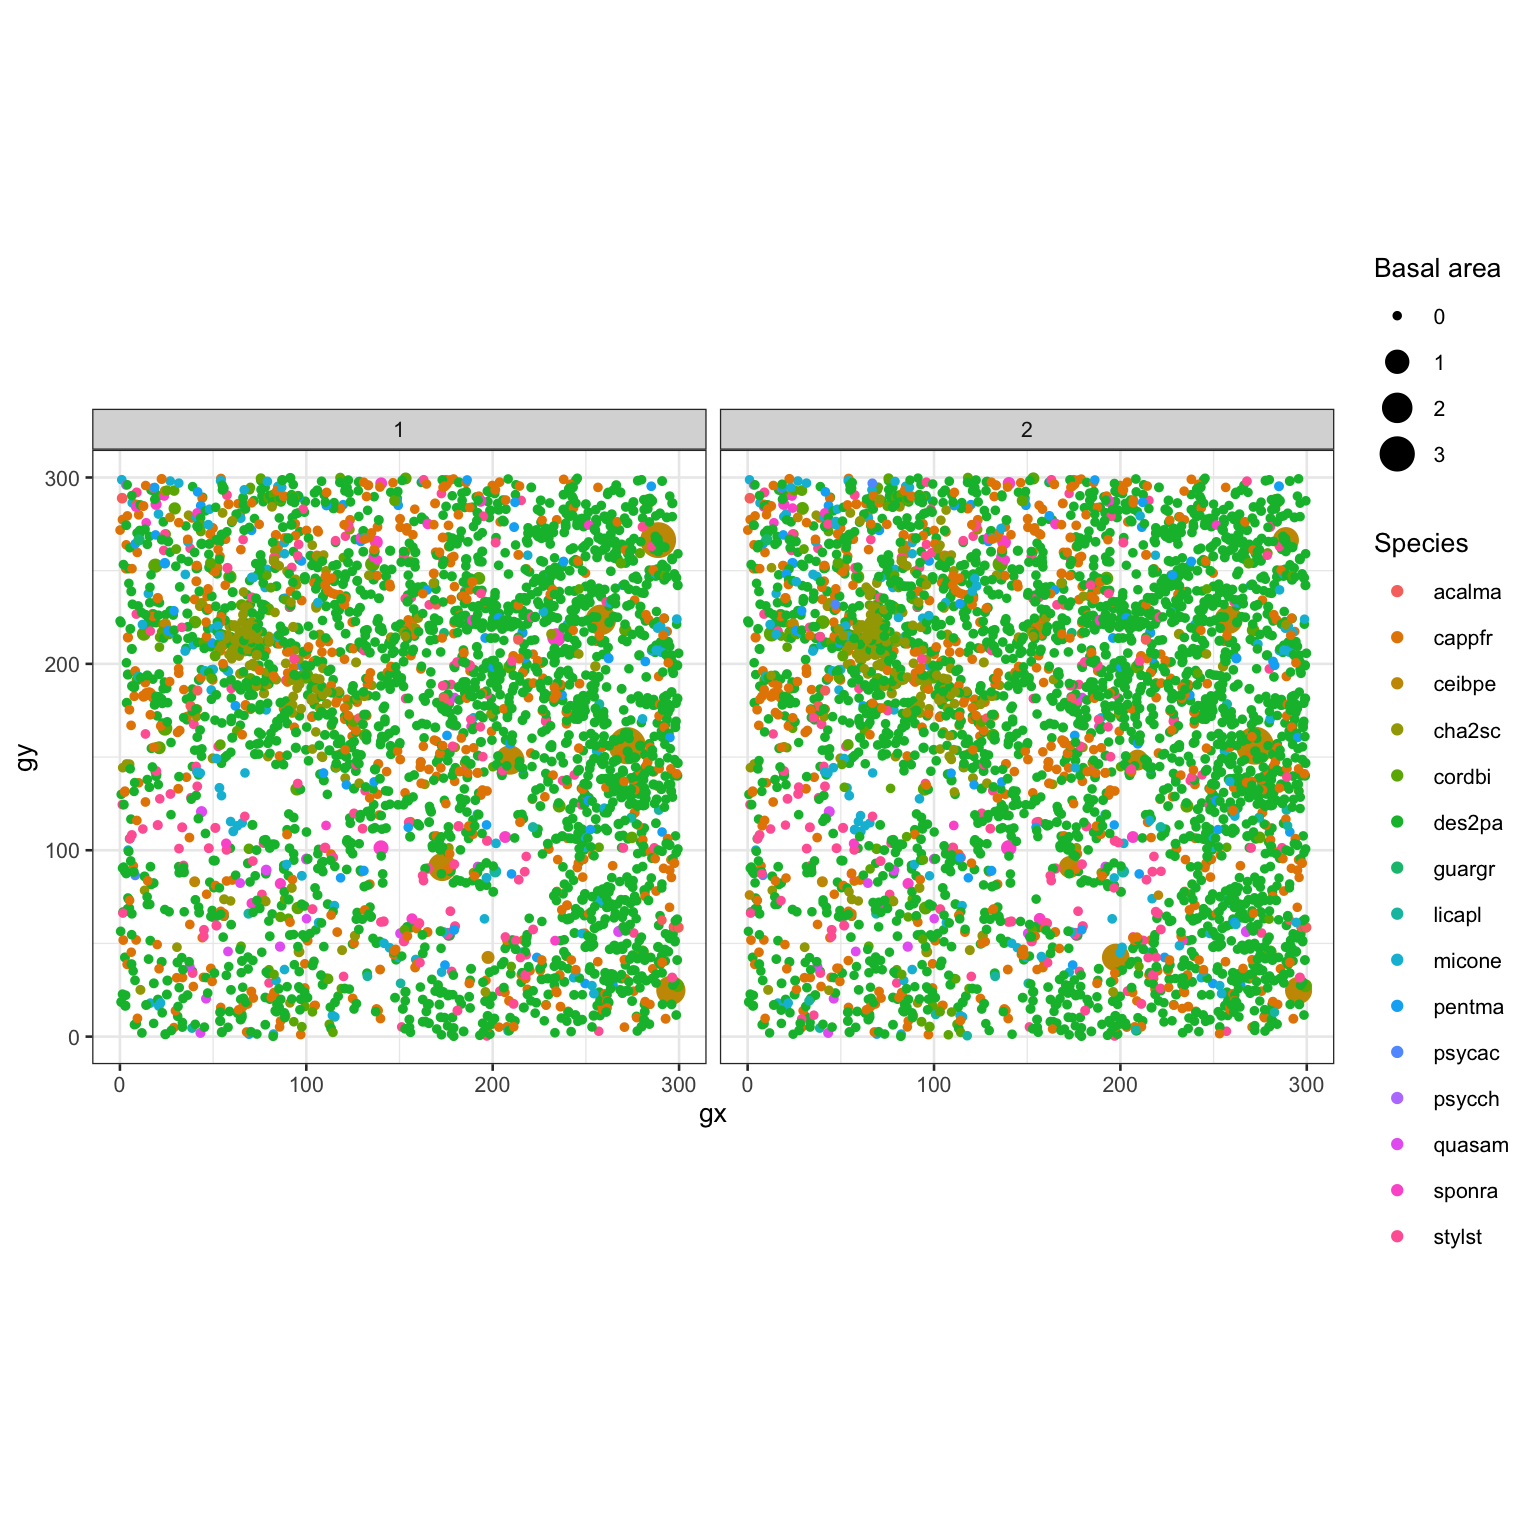 Basal area
0
1
2
3
Species
acalma
cappfr
ceibpe
cha2sc
cordbi
des2pa
guargr
licapl
micone
pentma
psycac
psycch
quasam
sponra
stylst
1 2
300
200
100
0
gy
0 100 200 300 0 100 200 300
gx